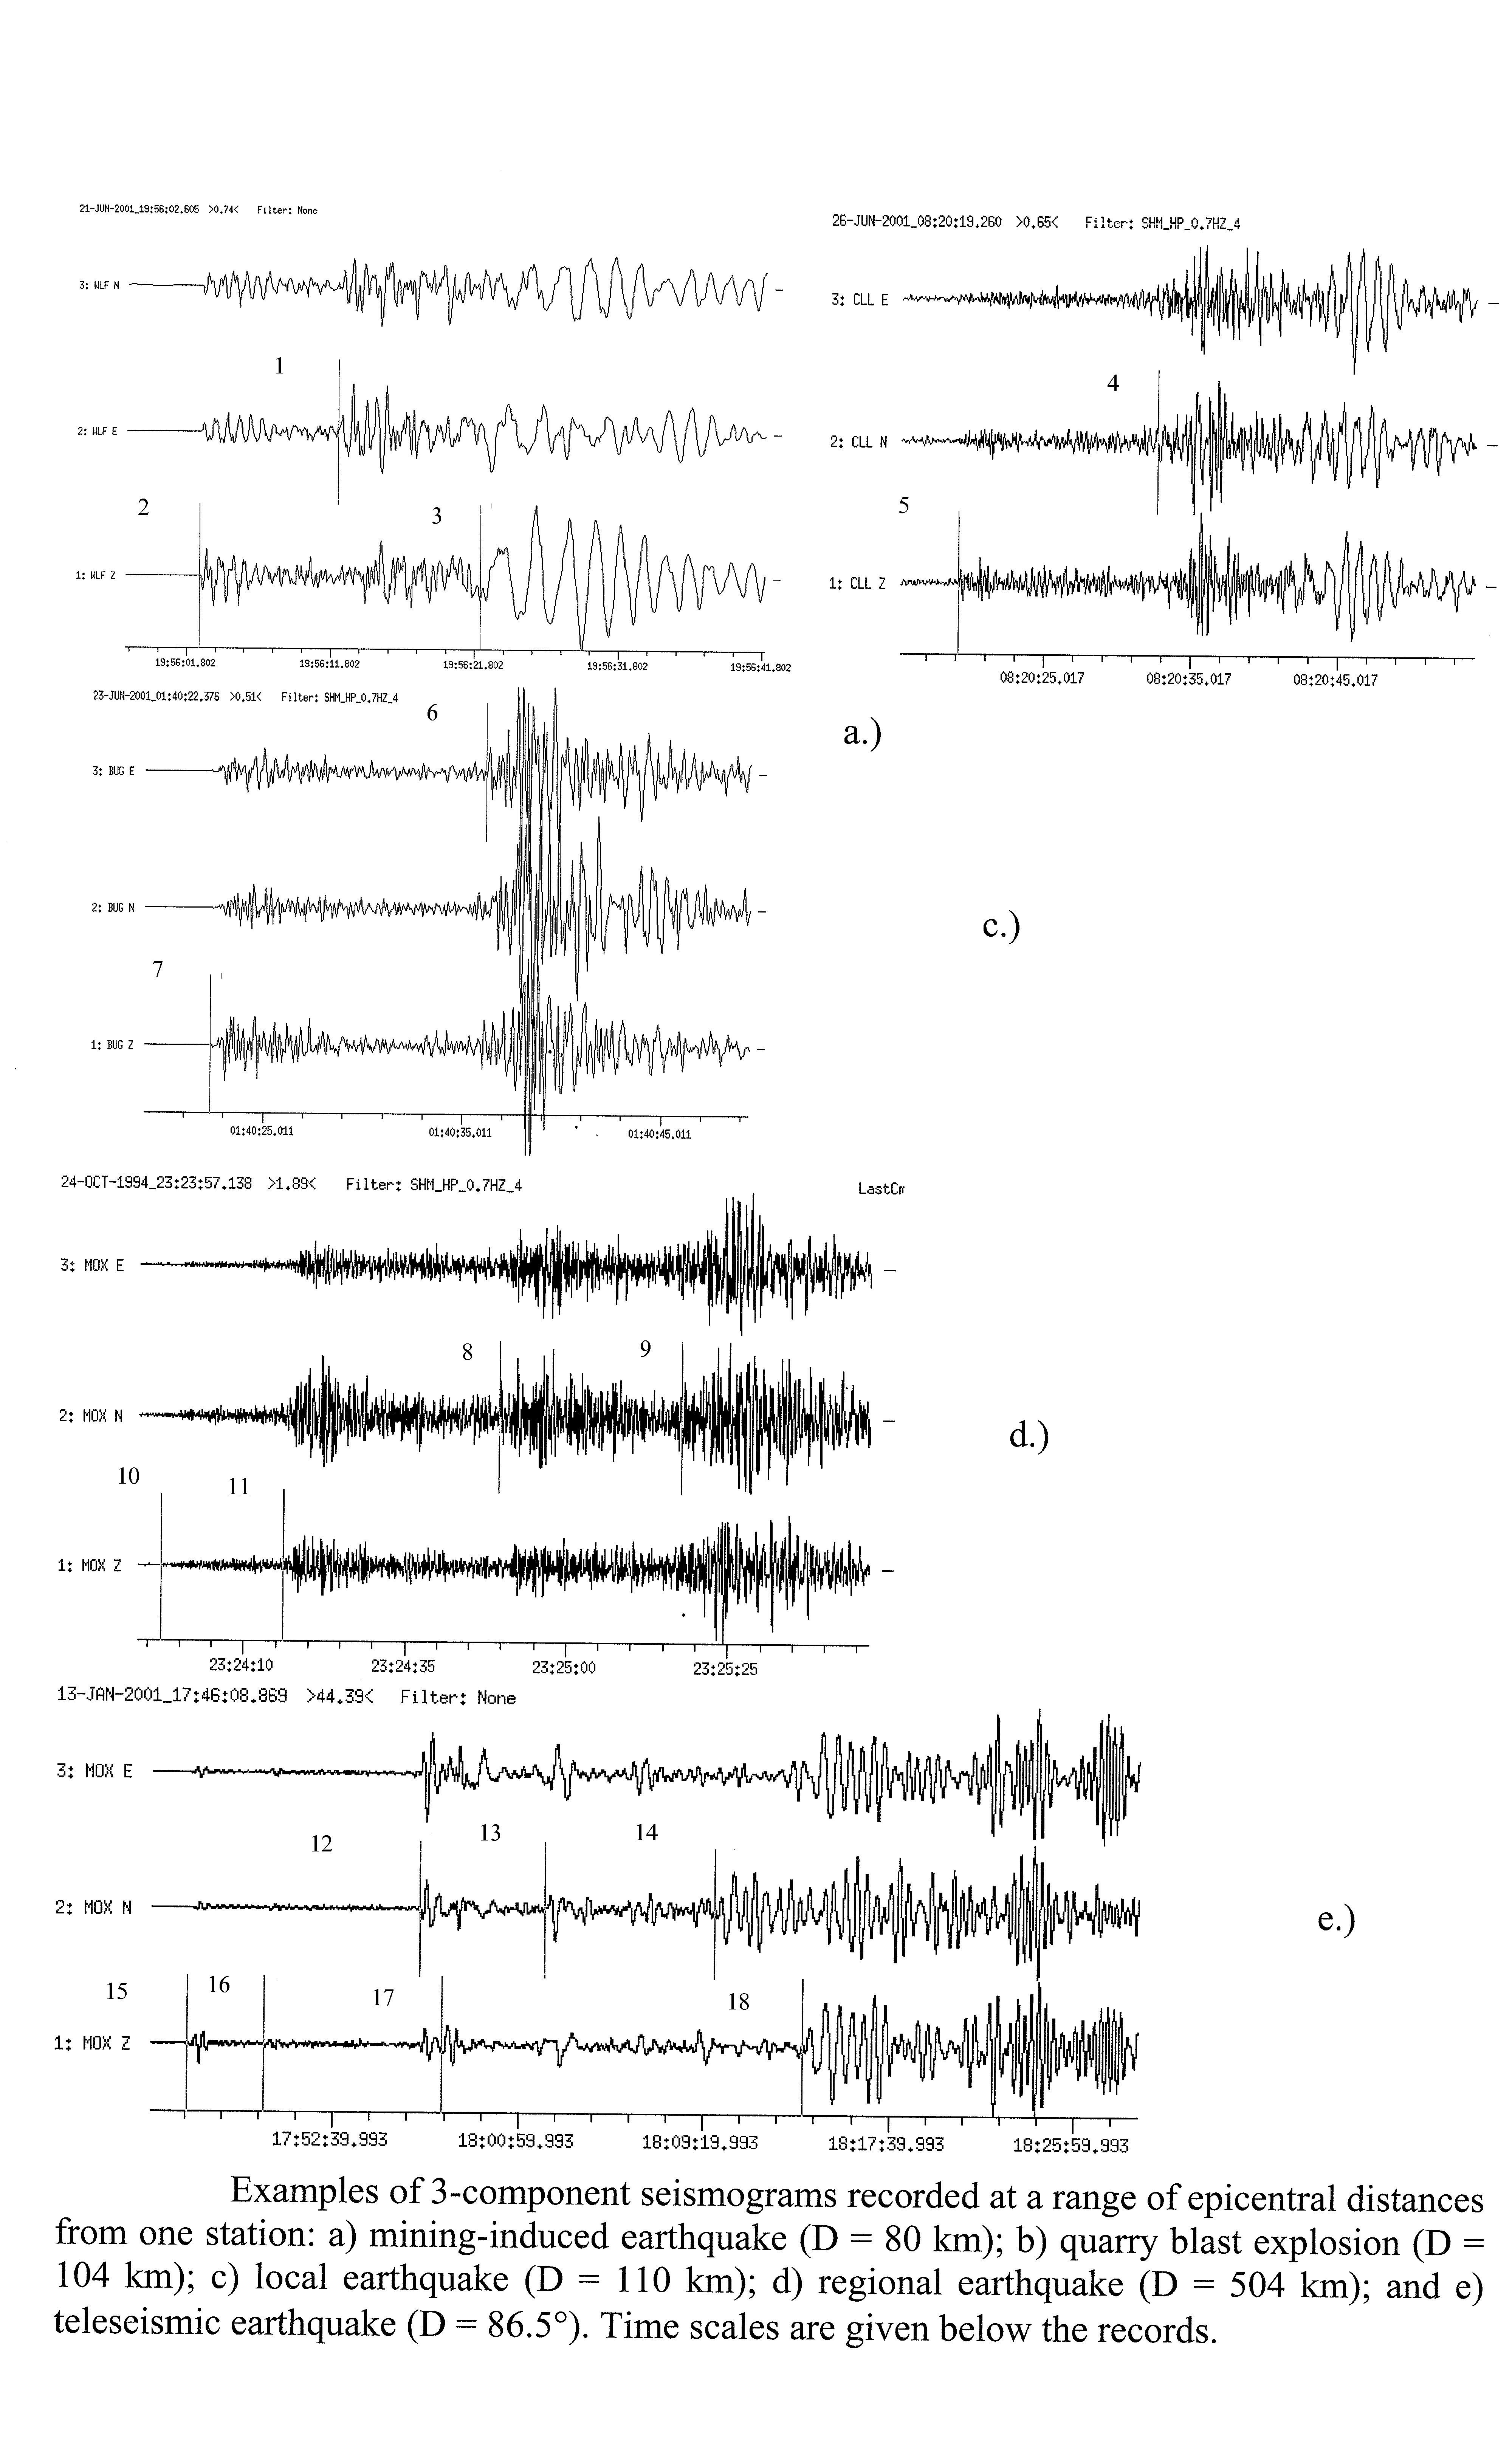 21-JUN-2001_19:56:02.605 >0.74< Filter: None
3: WLF N
1
2: WLF E
2
3
1: WLF Z
19:56:01.802 19:56:11.802 19:56:21.802 19:56:31.802 19:56:41.802
26-JUN-2001_08:20:19.260 >0.65< Filter: SHM_HP_0.7HZ_4
3: CLL E
4
2: CLL N
5
1: CLL Z
08:20:25.017 08:20:35.017 08:20:45.017
a.)
23-JUN-2001_01:40:22.376 >0.51< Filter: SHM_HP_0.7HZ_4
6
3: BUG E
2: BUG N
c.)
7
1: BUG Z
01:40:25.011 01:40:35.011 01:40:45.011
24-OCT-1994_23:23:57.138 >1.89< Filter: SHM_HP_0.7HZ_4
3: MOX E
8 9
2: MOX N
d.)
10 11
1: MOX Z
23:24:10 23:24:35 23:25:00 23:25:25
13-JAN-2001_17:46:08.869 >44.39< Filter: None
3: MOX E
12 13 14
2: MOX N
e.)
15 16 17 18
1: MOX Z
17:52:39.993 18:00:59.993 18:09:19.993 18:17:39.993 18:25:59.993
Examples of 3-component seismograms recorded at a range of epicentral distances
from one station: a) mining-induced earthquake (D = 80 km); b) quarry blast explosion (D =
104 km); c) local earthquake (D = 110 km); d) regional earthquake (D = 504 km); and e)
teleseismic earthquake (D = 86.5°). Time scales are given below the records.